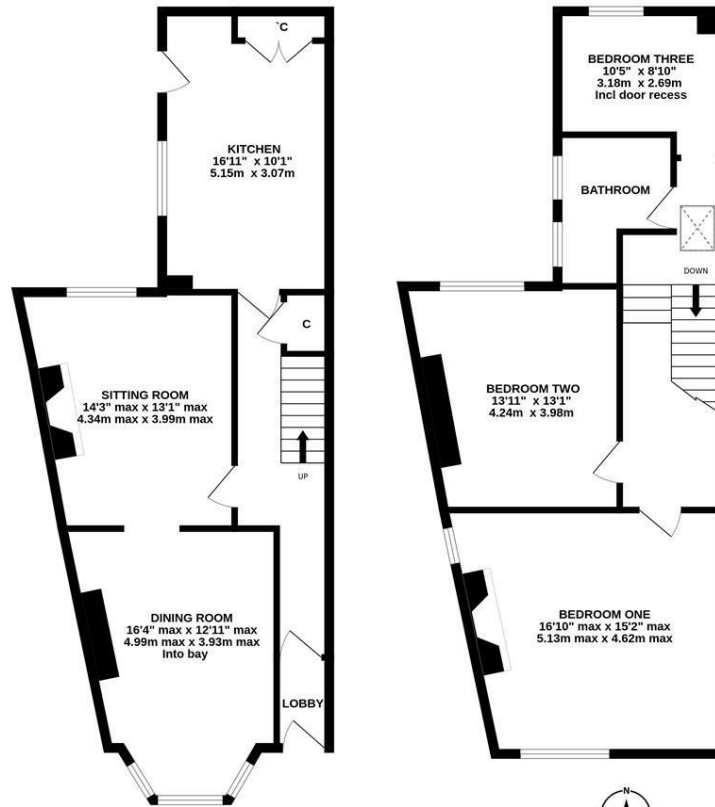 `C
KITCHEN
16'11" x 10'1"
5.15m x 3.07m
C
SITTING ROOM
14'3" max x 13'1" max
4.34m max x 3.99m max
UP
DINING ROOM
16'4" max x 12'11" max
4.99m max x 3.93m max
Into bay
LOBBY
BEDROOM THREE
10'5" x 8'10"
3.18m x 2.69m
Incl door recess
BATHROOM
DOWN
BEDROOM TWO
13'11" x 13'1"
4.24m x 3.98m
BEDROOM ONE
16'10" max x 15'2" max
5.13m max x 4.62m max
N